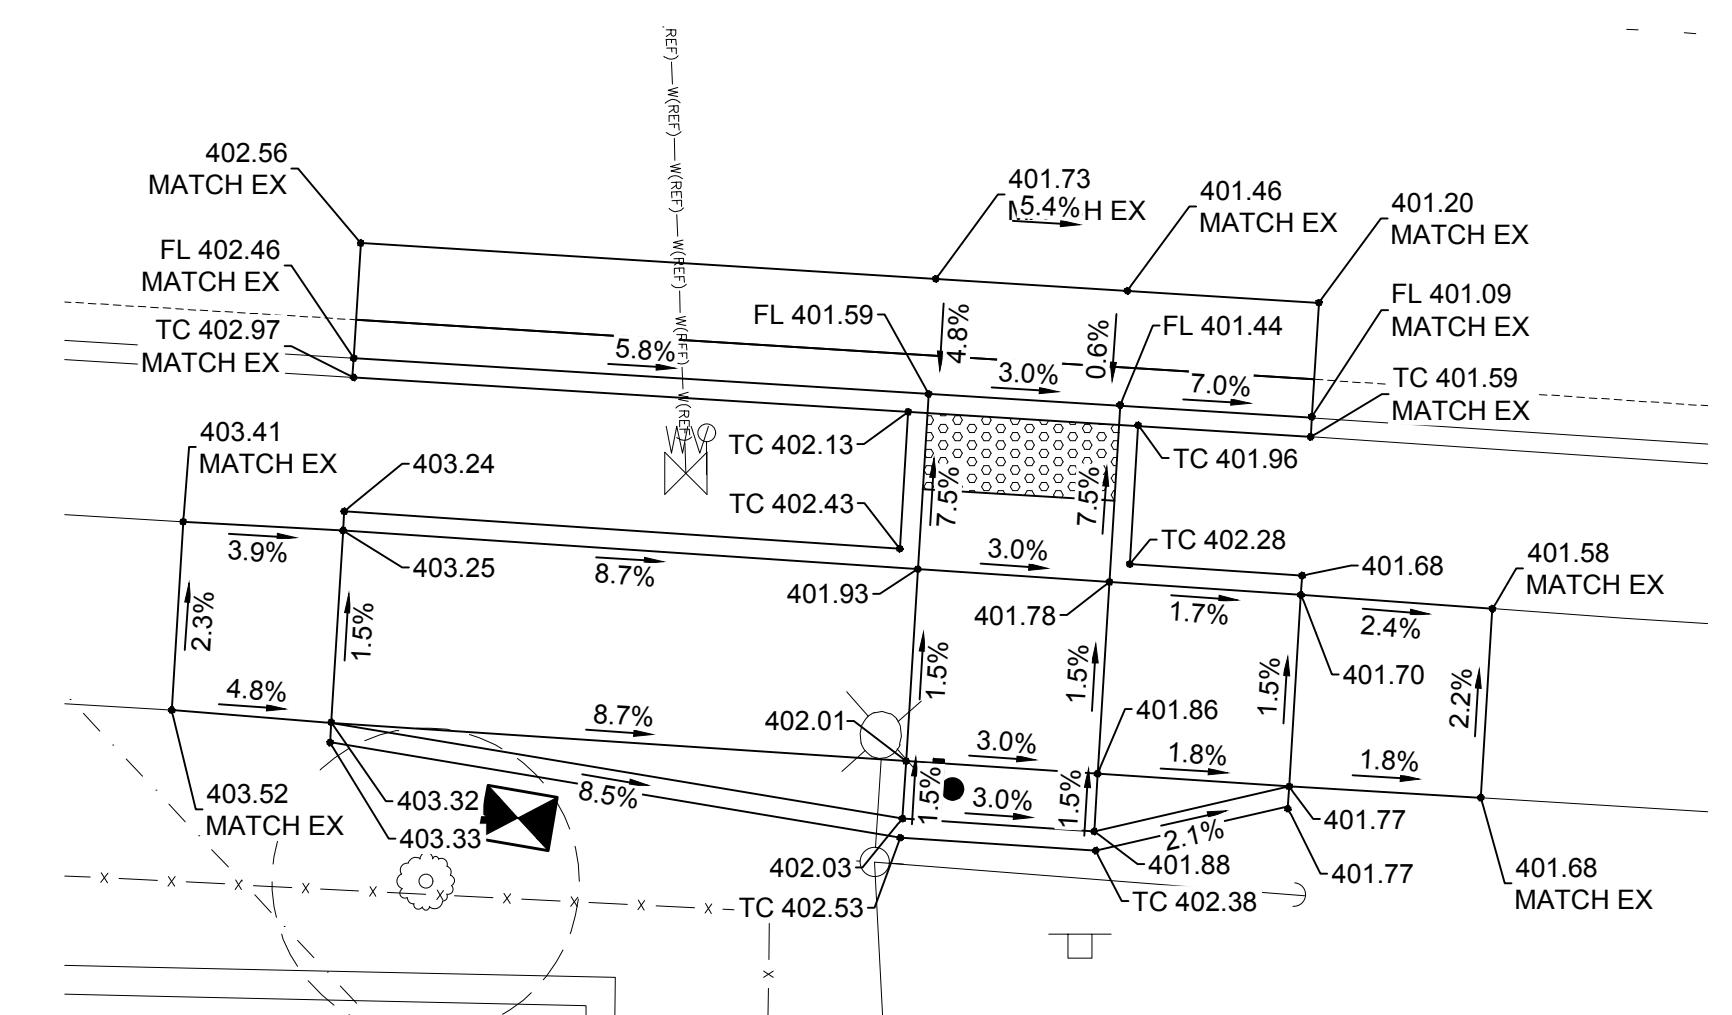 REF)
W(REF)
W(REF)
W(REF)
W(REF)
W(REF
402.56
MATCH EX
401.73
5.4%
H EX
401.46
MATCH EX
401.20
MATCH EX
FL 402.46
MATCH EX
FL 401.09
MATCH EX
FL 401.59
4.8%
0.6%
FL 401.44
TC 402.97
MATCH EX
5.8%
3.0%
7.0%
TC 401.59
MATCH EX
403.41
MATCH EX
403.24
WV
TC 402.13
TC 401.96
TC 402.43
7.5%
7.5%
3.9%
403.25
8.7%
3.0%
TC 402.28
401.68
401.58
MATCH EX
401.93
401.78
1.7%
2.4%
2.3%
1.5%
1.5%
1.5%
1.5%
401.70
2.2%
4.8%
8.7%
402.01
3.0%
401.86
1.8%
1.8%
403.52
MATCH EX
403.32
403.33
8.5%
1.5%
3.0%
1.5%
2.1%
401.77
402.03
401.88
401.77
401.68
MATCH EX
TC 402.53
TC 402.38
X X X X X X X X X X
X